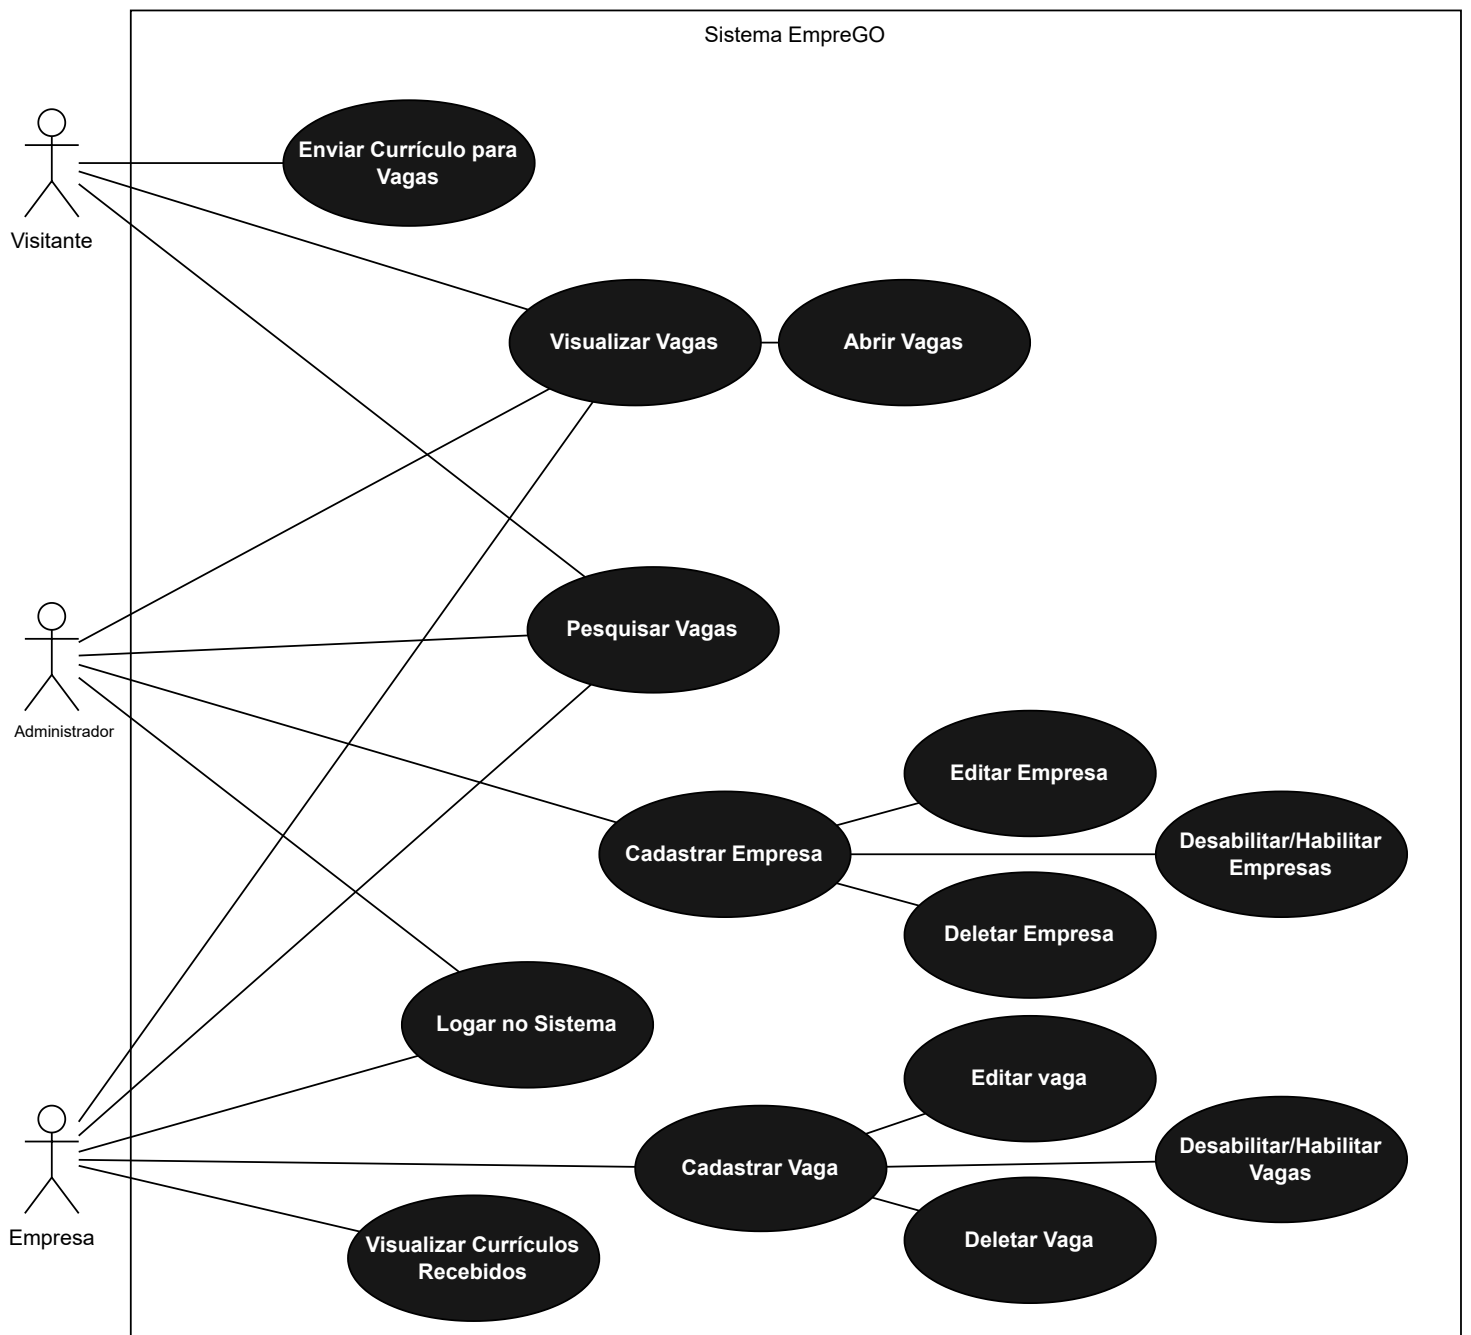 Sistema EmpreGO
Enviar Currículo para
Vagas
Visitante
Visualizar Vagas
Abrir Vagas
Pesquisar Vagas
Administrador
Editar Empresa
Cadastrar Empresa
Desabilitar/Habilitar
Empresas
Deletar Empresa
Logar no Sistema
Editar vaga
Cadastrar Vaga
Desabilitar/Habilitar
Vagas
Deletar Vaga
Empresa
Visualizar Currículos
Recebidos